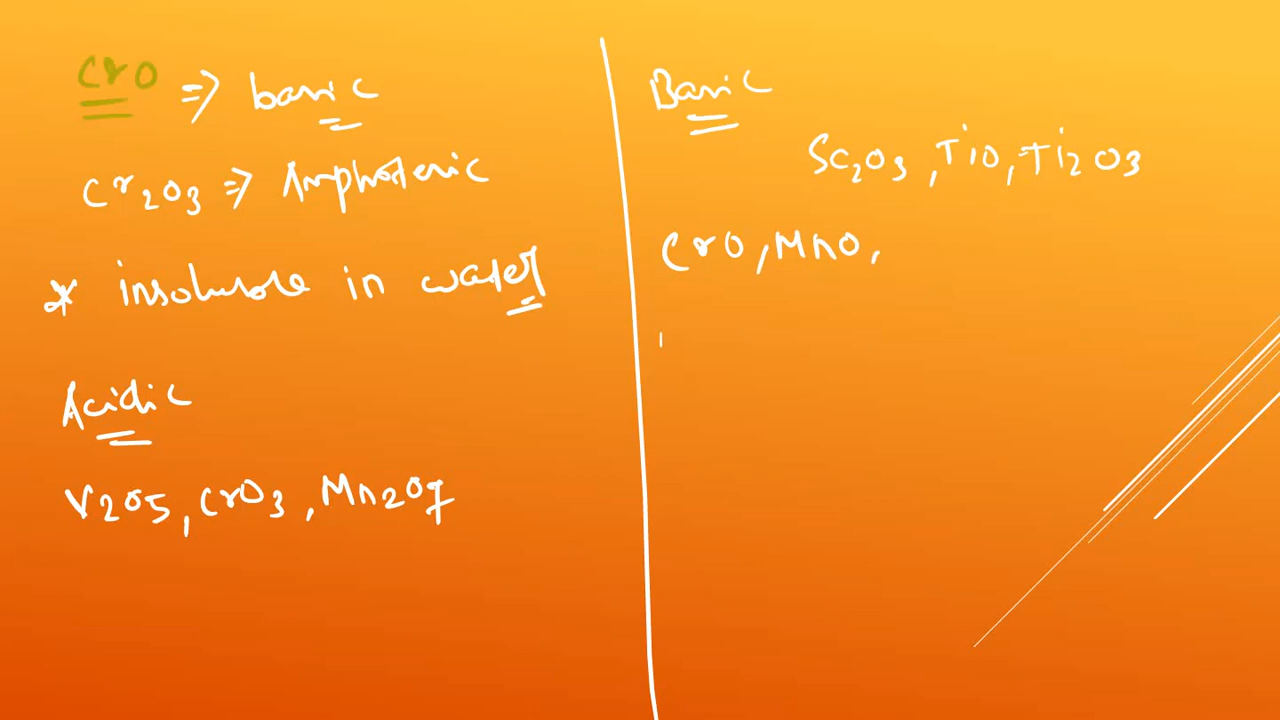 CrO ⇒ basic
Cr2O3 ⇒ Amphoteric
* insoluble in water
Acidic
V2O5, CrO3, Mn2O7
Basic
Sc2O3, TiO, Ti2O3
CrO, MnO,